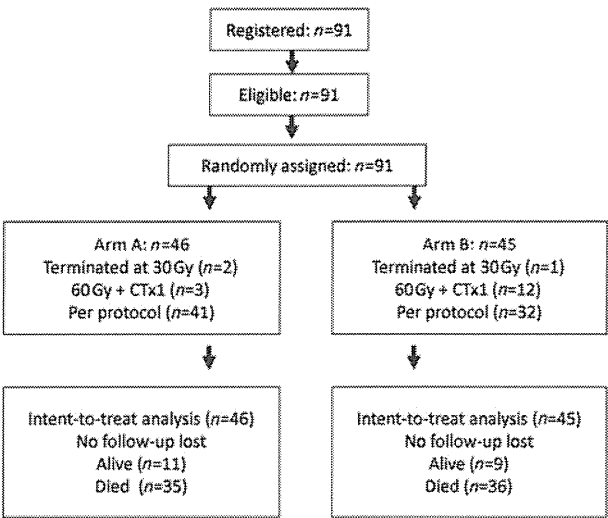 Registered: n=91
Eligible: n=91
Randomly assigned: n=91
Arm A: n=46
Terminated at 30Gy (n=2)
60Gy + CTx1 (n=3)
Per protocol (n=41)
Arm B: n=45
Terminated at 30Gy (n=1)
60Gy + CTx1 (n=12)
Per protocol (n=32)
Intent-to-treat analysis (n=46)
No follow-up lost
Alive (n=11)
Died (n=35)
Intent-to-treat analysis (n=45)
No follow-up lost
Alive (n=9)
Died (n=36)